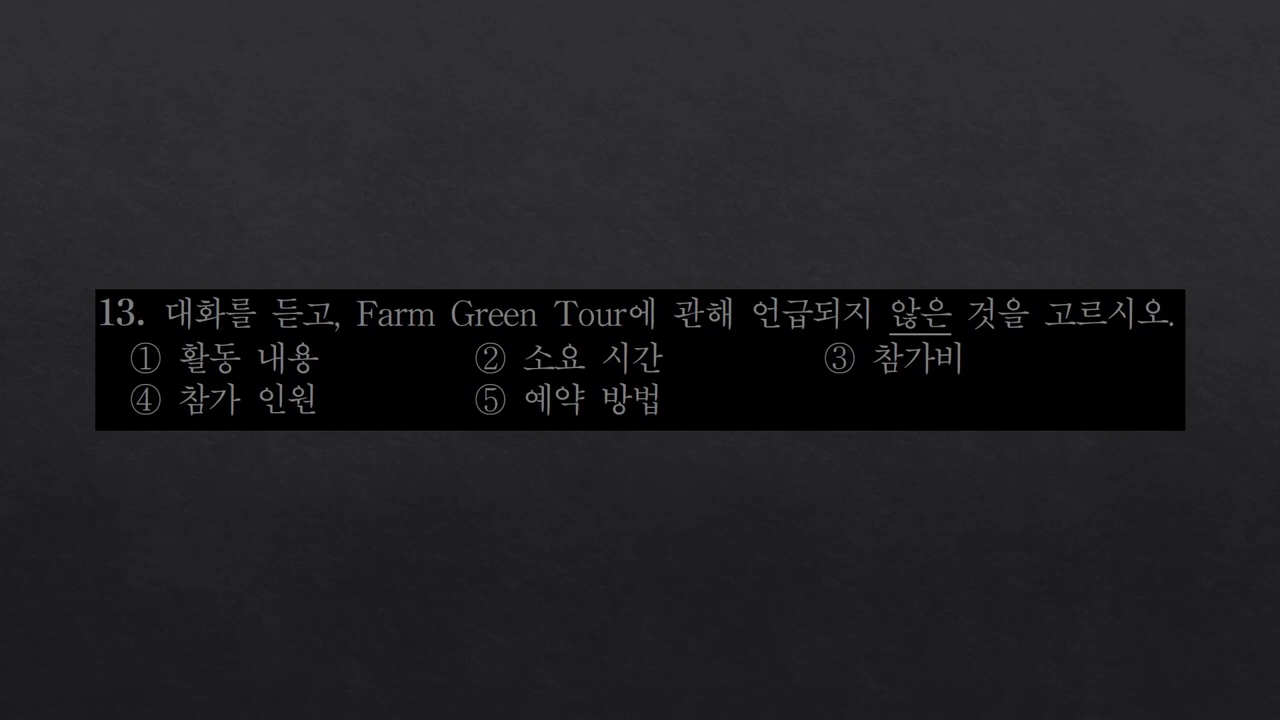 13. 대화를 듣고, Farm Green Tour에 관해 언급되지 않은 것을 고르시오.
① 활동 내용 ② 소요 시간 ③ 참가비
④ 참가 인원 ⑤ 예약 방법